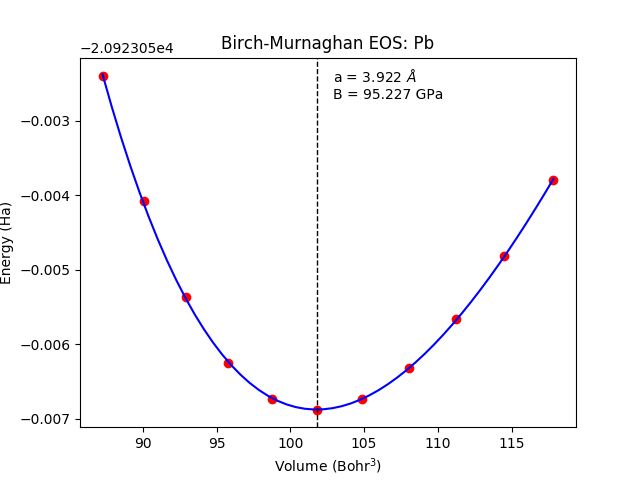 Birch-Murnaghan EOS: Pb
−2.092305e4
a = 3.922 Å
B = 95.227 GPa
−0.003
−0.004
−0.005
−0.006
−0.007
Energy (Ha)
90 95 100 105 110 115
Volume (Bohr³)